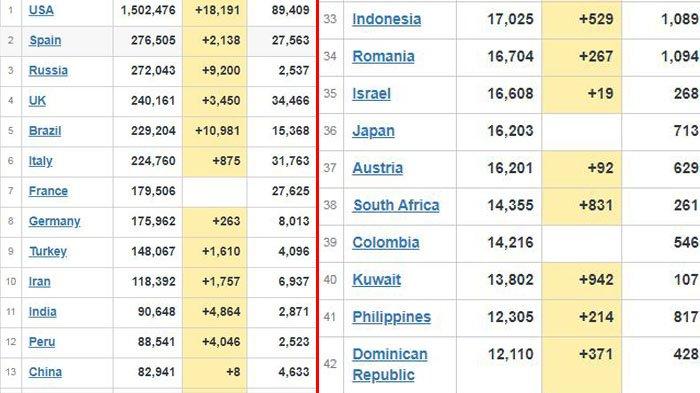 1 USA 1,502,476 +18,191 89,409
2 Spain 276,505 +2,138 27,563
3 Russia 272,043 +9,200 2,537
4 UK 240,161 +3,450 34,466
5 Brazil 229,204 +10,981 15,368
6 Italy 224,760 +875 31,763
7 France 179,506 27,625
8 Germany 175,962 +263 8,013
9 Turkey 148,067 +1,610 4,096
10 Iran 118,392 +1,757 6,937
11 India 90,648 +4,864 2,871
12 Peru 88,541 +4,046 2,523
13 China 82,941 +8 4,633
33 Indonesia 17,025 +529 1,089
34 Romania 16,704 +267 1,094
35 Israel 16,608 +19 268
36 Japan 16,203 713
37 Austria 16,201 +92 629
38 South Africa 14,355 +831 261
39 Colombia 14,216 546
40 Kuwait 13,802 +942 107
41 Philippines 12,305 +214 817
42 Dominican 12,110 +371 428
Republic